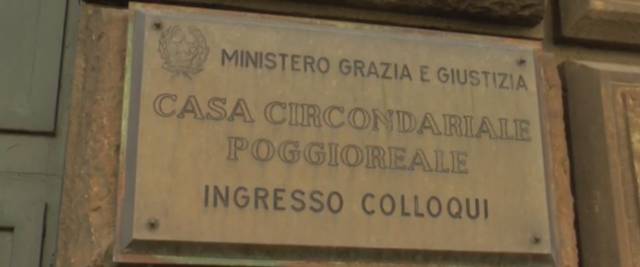 MINISTERO GRAZIA E GIUSTIZIA
CASA CIRCONDARIALE
POGGIOREALE
INGRESSO COLLOQUI